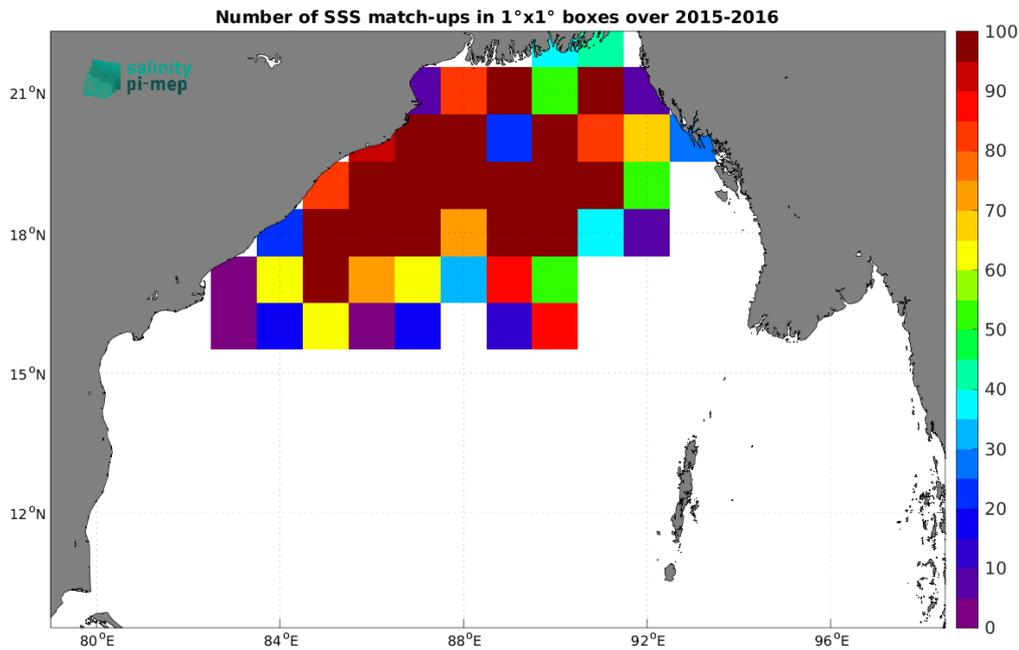 Number of SSS match-ups in 1°x1° boxes over 2015-2016
salinity
pi-mep
21°N
18°N
15°N
12°N
80°E 84°E 88°E 92°E 96°E
100
90
80
70
60
50
40
30
20
10
0